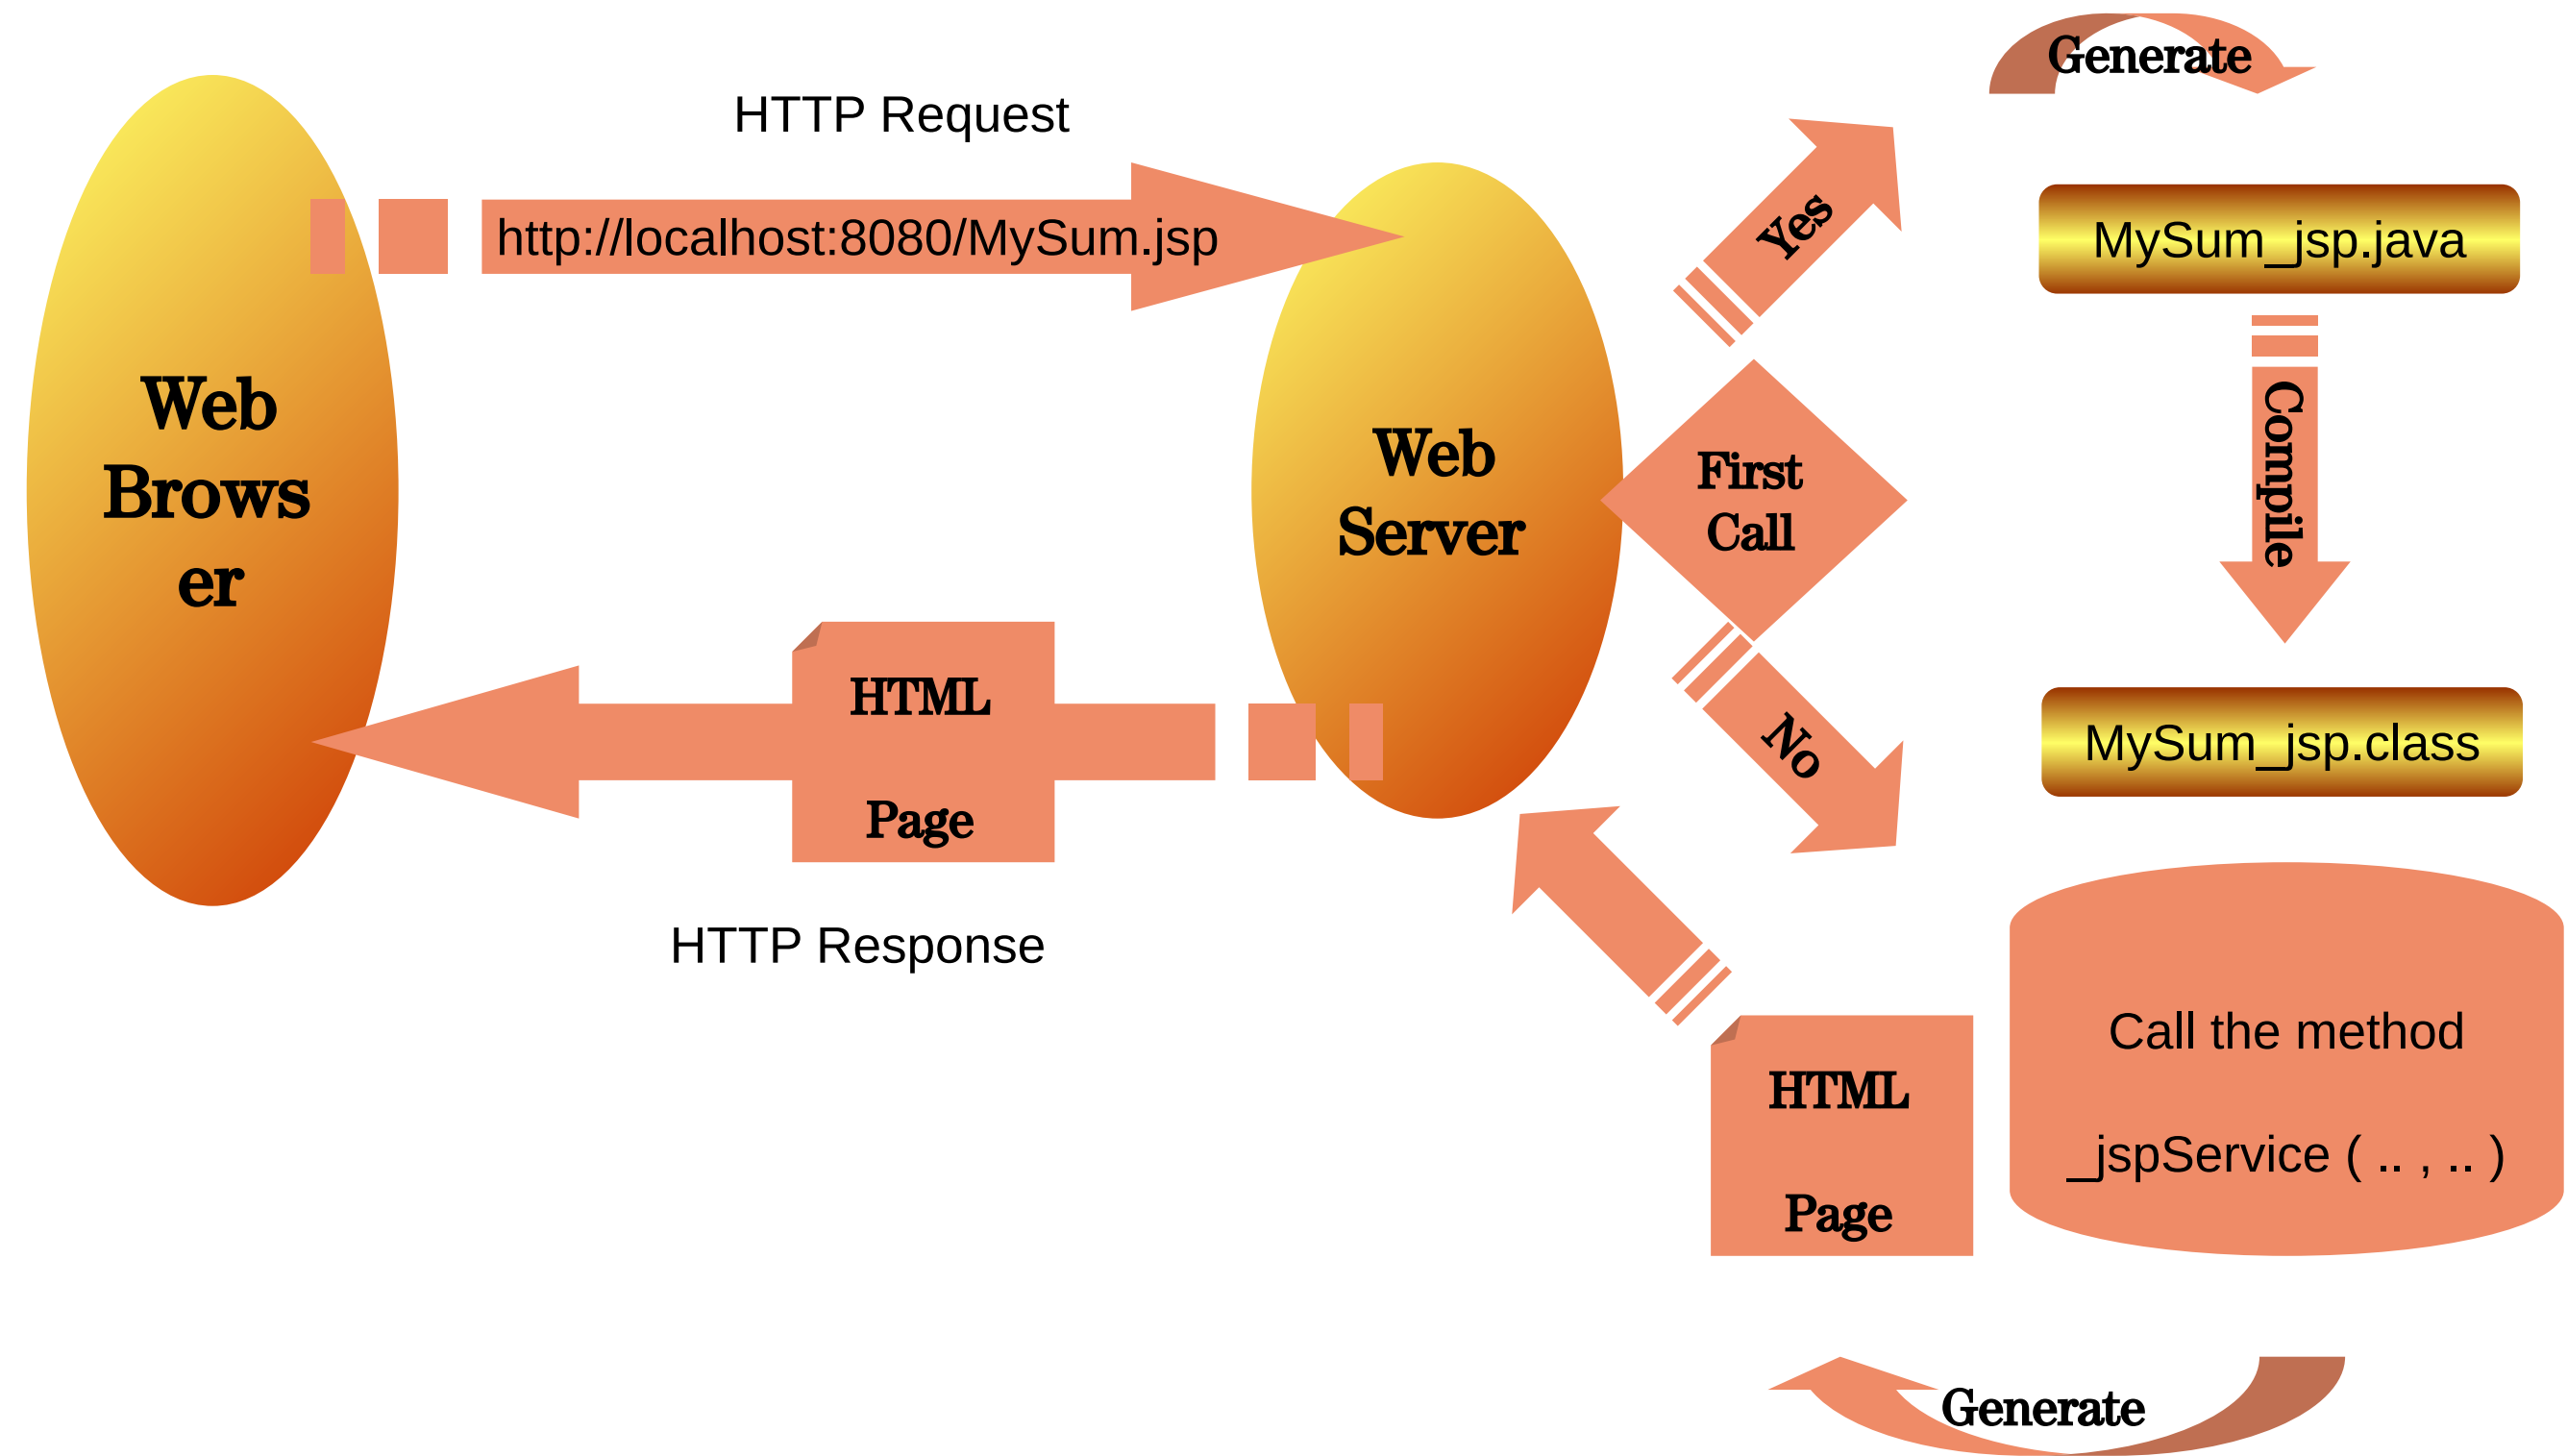 Generate
HTTP Request
http://localhost:8080/MySum.jsp
Yes
MySum_jsp.java
Web
Brows
er
Web
Server
First
Call
Compile
HTML
Page
No
MySum_jsp.class
HTTP Response
Call the method
_jspService ( .. , .. )
HTML
Page
Generate